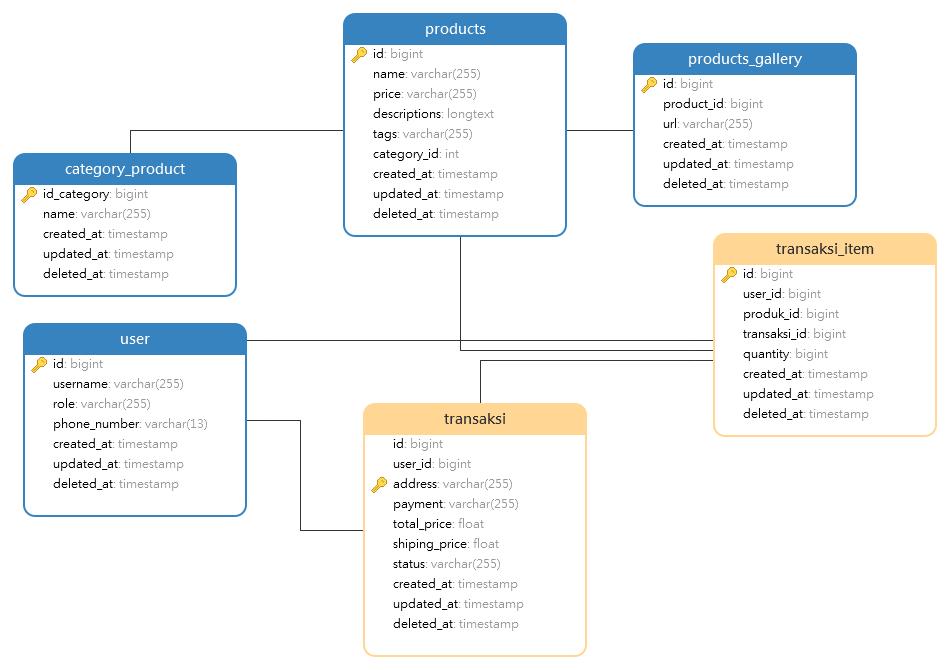 products
id: bigint
name: varchar(255)
price: varchar(255)
descriptions: longtext
tags: varchar(255)
category_id: int
created_at: timestamp
updated_at: timestamp
deleted_at: timestamp
products_gallery
id: bigint
product_id: bigint
url: varchar(255)
created_at: timestamp
updated_at: timestamp
deleted_at: timestamp
category_product
id_category: bigint
name: varchar(255)
created_at: timestamp
updated_at: timestamp
deleted_at: timestamp
transaksi_item
id: bigint
user_id: bigint
produk_id: bigint
transaksi_id: bigint
quantity: bigint
created_at: timestamp
updated_at: timestamp
deleted_at: timestamp
user
id: bigint
username: varchar(255)
role: varchar(255)
phone_number: varchar(13)
created_at: timestamp
updated_at: timestamp
deleted_at: timestamp
transaksi
id: bigint
user_id: bigint
address: varchar(255)
payment: varchar(255)
total_price: float
shiping_price: float
status: varchar(255)
created_at: timestamp
updated_at: timestamp
deleted_at: timestamp